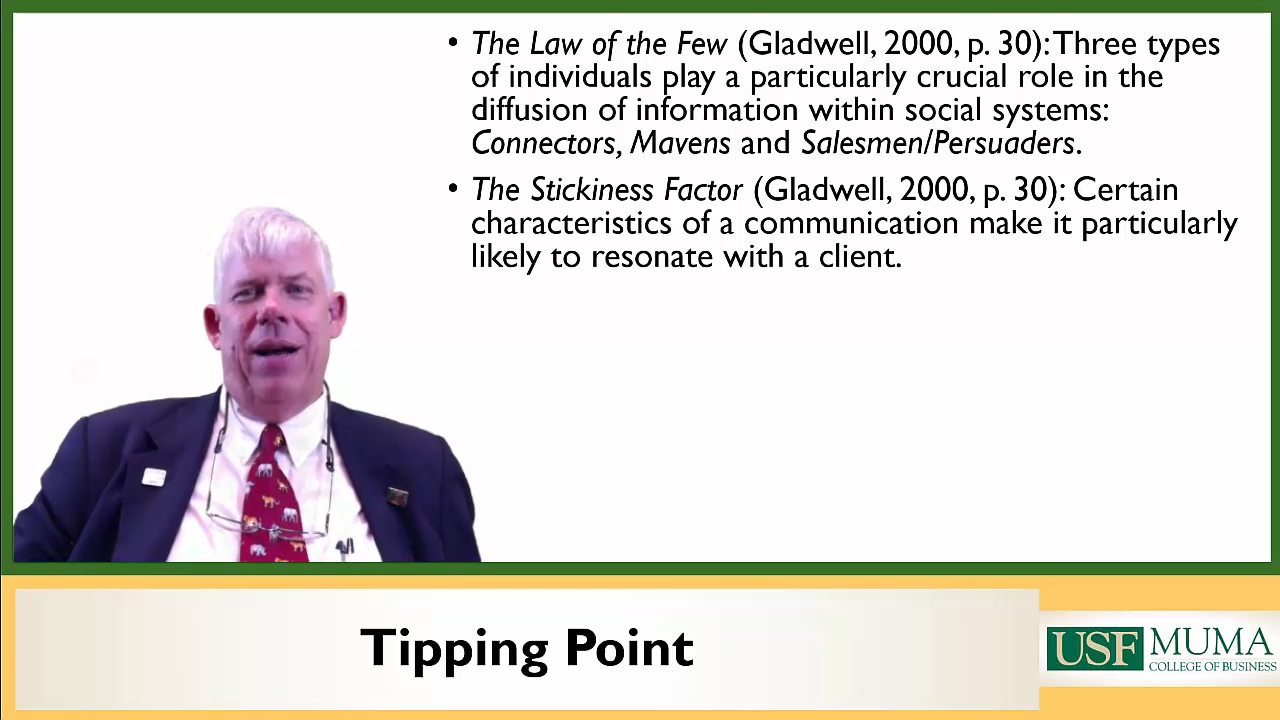 • The Law of the Few (Gladwell, 2000, p. 30): Three types
of individuals play a particularly crucial role in the
diffusion of information within social systems:
Connectors, Mavens and Salesmen/Persuaders.
• The Stickiness Factor (Gladwell, 2000, p. 30): Certain
characteristics of a communication make it particularly
likely to resonate with a client.
Tipping Point
USF MUMA
COLLEGE OF BUSINESS